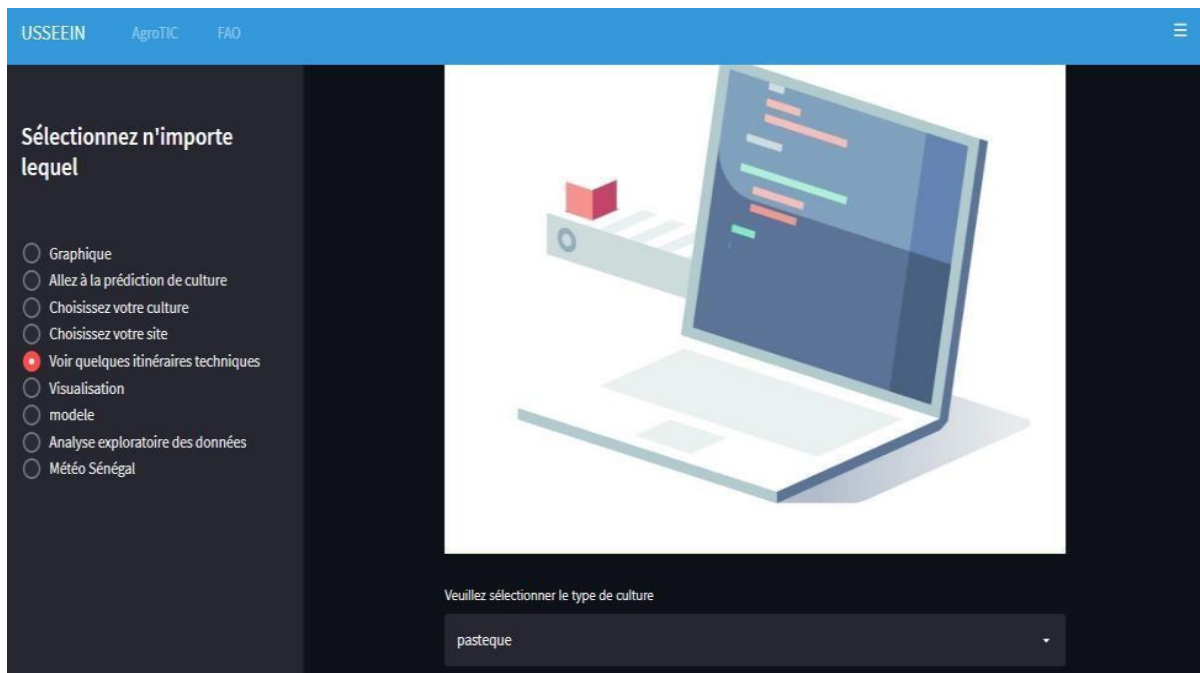 USSEEIN AgroTIC FAO
Sélectionnez n'importe
lequel
Graphique
Allez à la prédiction de culture
Choisissez votre culture
Choisissez votre site
Voir quelques itinéraires techniques
Visualisation
modele
Analyse exploratoire des données
Météo Sénégal
Veuillez sélectionner le type de culture
pasteque